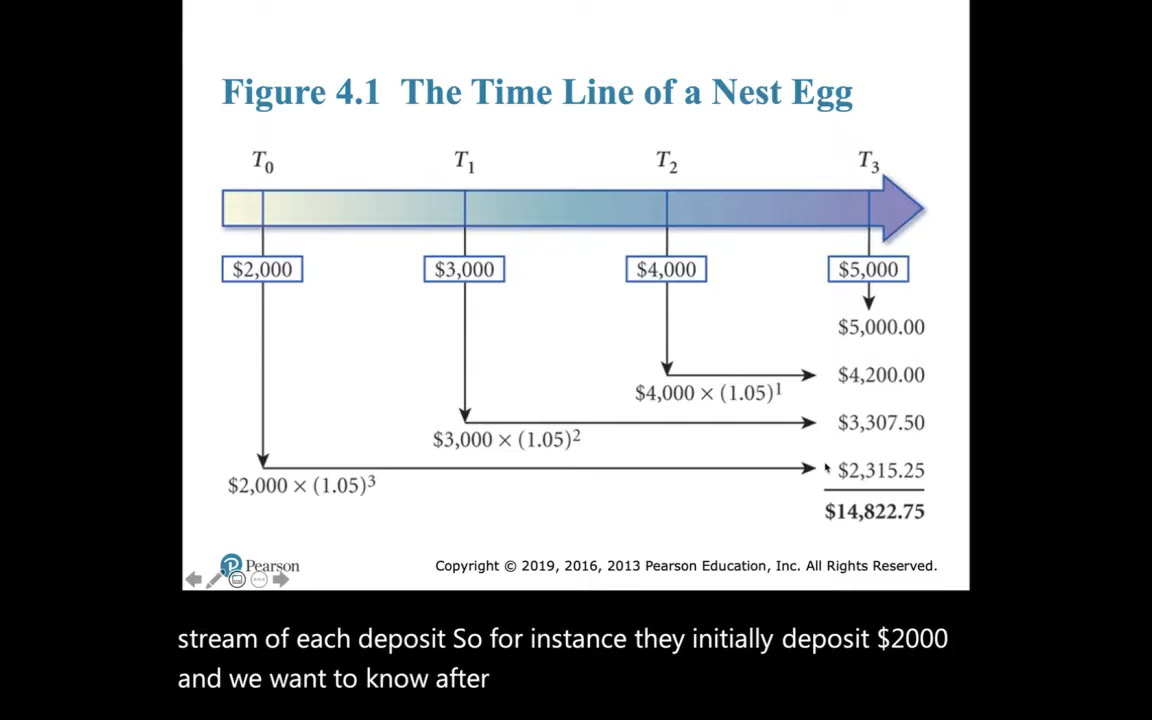 Figure 4.1 The Time Line of a Nest Egg
T0 T1 T2 T3
$2,000 $3,000 $4,000 $5,000
$5,000.00
$4,200.00
$4,000 × (1.05)^1
$3,307.50
$3,000 × (1.05)^2
$2,315.25
$2,000 × (1.05)^3
$14,822.75
Pearson
Copyright © 2019, 2016, 2013 Pearson Education, Inc. All Rights Reserved.
stream of each deposit So for instance they initially deposit $2000
and we want to know after